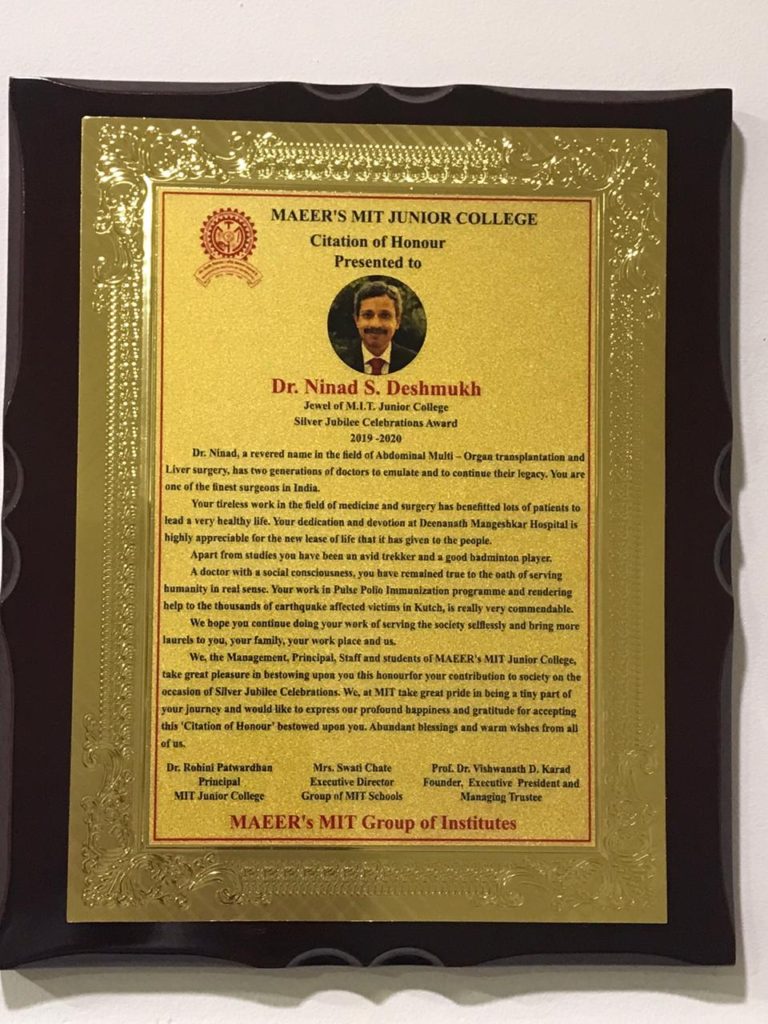 MAEER'S MIT JUNIOR COLLEGE
Citation of Honour
Presented to
Dr. Ninad S. Deshmukh
Jewel of M.I.T. Junior College
Silver Jubilee Celebrations Award
2019 -2020
Dr. Ninad, a revered name in the field of Abdominal Multi – Organ transplantation and
Liver surgery, has two generations of doctors to emulate and to continue their legacy. You are
one of the finest surgeons in India.
Your tireless work in the field of medicine and surgery has benefitted lots of patients to
lead a very healthy life. Your dedication and devotion at Deenanath Mangeshkar Hospital is
highly appreciable for the new lease of life that it has given to the people.
Apart from studies you have been an avid trekker and a good badminton player.
A doctor with a social consciousness, you have remained true to the oath of serving
humanity in real sense. Your work in Pulse Polio Immunization programme and rendering
help to the thousands of earthquake affected victims in Kutch, is really very commendable.
We hope you continue doing your work of serving the society selflessly and bring more
laurels to you, your family, your work place and us.
We, the Management, Principal, Staff and students of MAEER's MIT Junior College,
take great pleasure in bestowing upon you this honourfor your contribution to society on the
occasion of Silver Jubilee Celebrations. We, at MIT take great pride in being a tiny part of
your journey and would like to express our profound happiness and gratitude for accepting
this 'Citation of Honour' bestowed upon you. Abundant blessings and warm wishes from all
of us.
Dr. Rohini Patwardhan Mrs. Swati Chate Prof. Dr. Vishwanath D. Karad
Principal Executive Director Founder, Executive President and
MIT Junior College Group of MIT Schools Managing Trustee
MAEER's MIT Group of Institutes